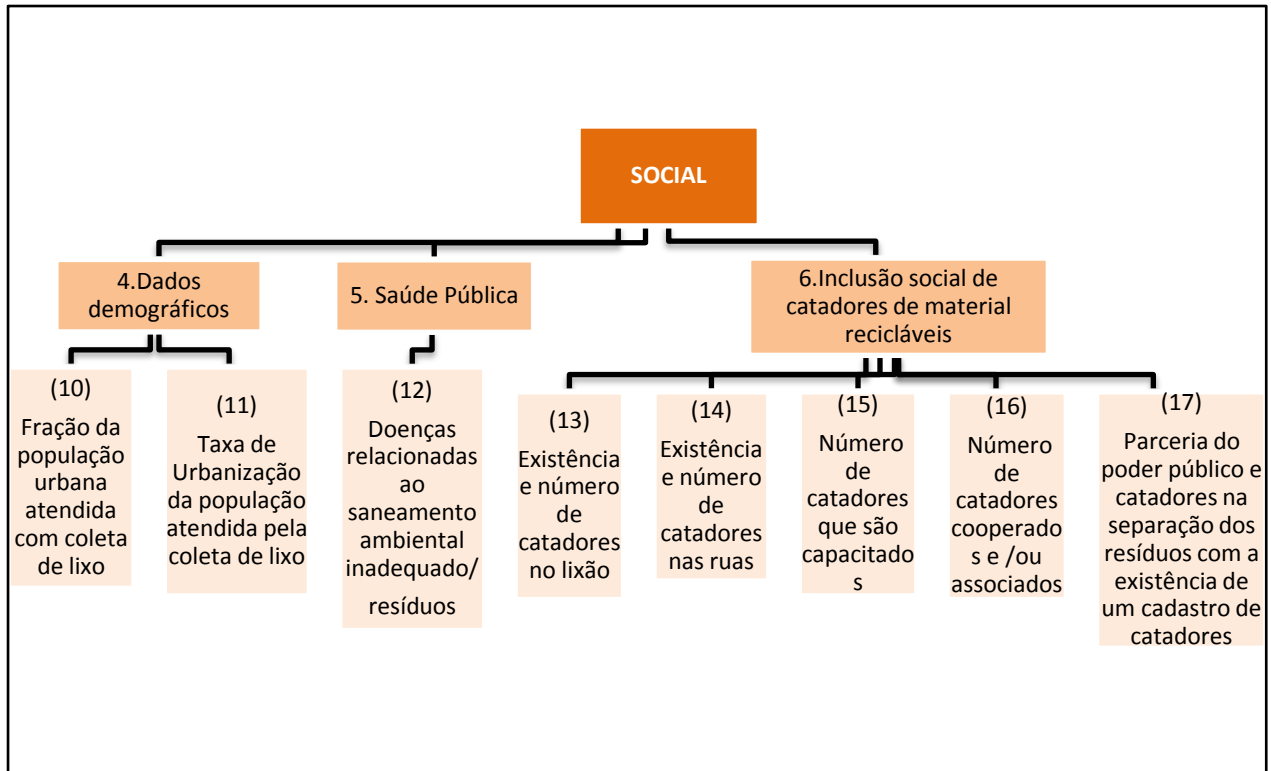 SOCIAL
4.Dados
demográficos
5. Saúde Pública
6.Inclusão social de
catadores de material
recicláveis
(10)
Fração da
população
urbana
atendida
com coleta
de lixo
(11)
Taxa de
Urbanização
da população
atendida pela
coleta de lixo
(12)
Doenças
relacionadas
ao
saneamento
ambiental
inadequado/
resíduos
(13)
Existência
e número
de
catadores
no lixão
(14)
Existência
e número
de
catadores
nas ruas
(15)
Número
de
catadores
que são
capacitado
s
(16)
Número
de
catadores
cooperado
s e /ou
associados
(17)
Parceria do
poder público e
catadores na
separação dos
resíduos com a
existência de
um cadastro de
catadores